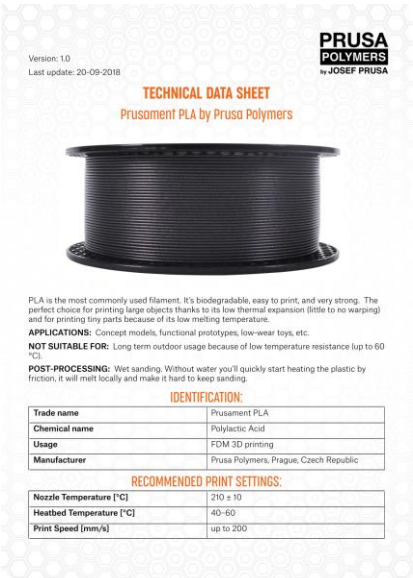 PRUSA
POLYMERS
by JOSEF PRUSA
Version: 1.0
Last update: 20-09-2018
TECHNICAL DATA SHEET
Prusament PLA by Prusa Polymers
PLA is the most commonly used filament. It's biodegradable, easy to print, and very strong. The
perfect choice for printing large objects thanks to its low thermal expansion (little to no warping)
and for printing tiny parts because of its low melting temperature.
APPLICATIONS: Concept models, functional prototypes, low-wear toys, etc.
NOT SUITABLE FOR: Long term outdoor usage because of low temperature resistance (up to 60
°C).
POST-PROCESSING: Wet sanding. Without water you'll quickly start heating the plastic by
friction, it will melt locally and make it hard to keep sanding.
IDENTIFICATION:
Trade name Prusament PLA
Chemical name Polylactic Acid
Usage FDM 3D printing
Manufacturer Prusa Polymers, Prague, Czech Republic
RECOMMENDED PRINT SETTINGS:
Nozzle Temperature [°C] 210 ± 10
Heatbed Temperature [°C] 40-60
Print Speed [mm/s] up to 200